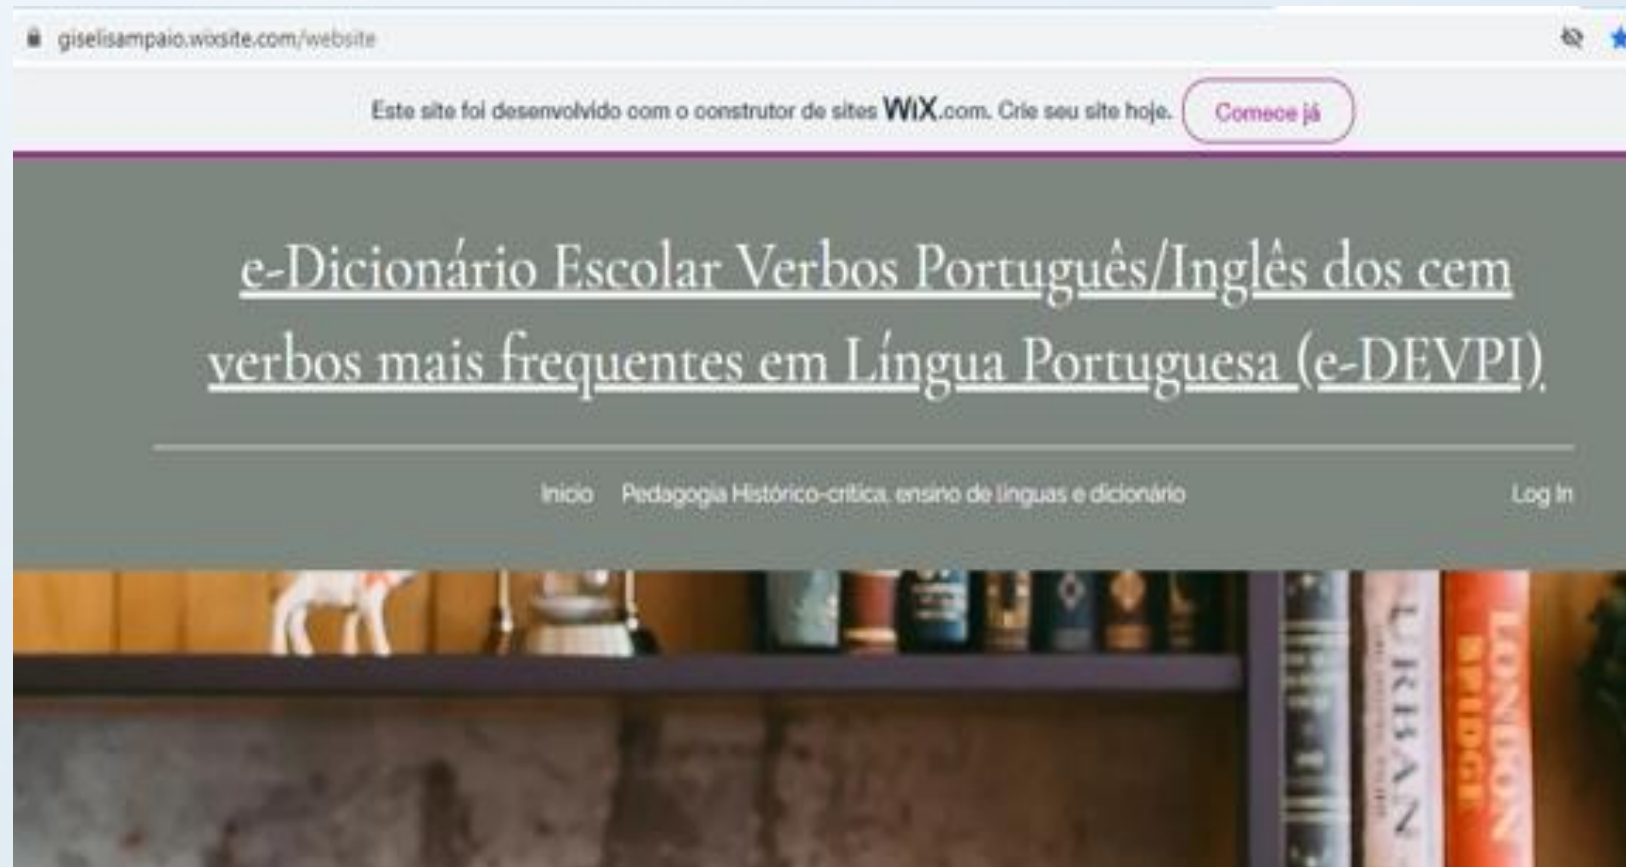 giselisampaio.wixsite.com/website
Este site foi desenvolvido com o construtor de sites WiX.com. Crie seu site hoje. Comece já
e-Dicionário Escolar Verbos Português/Inglês dos cem
verbos mais frequentes em Língua Portuguesa (e-DEVPI)
Início Pedagogia Histórico-crítica, ensino de línguas e dicionário Log In
URBAN
LONDON